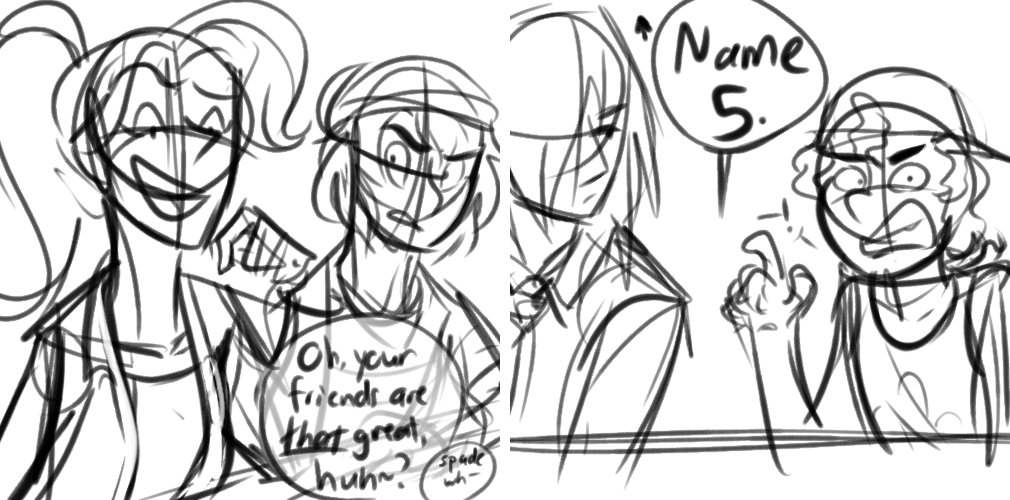 Oh, your
friends are
that great,
huh~?
spade
wh-
Name
5.